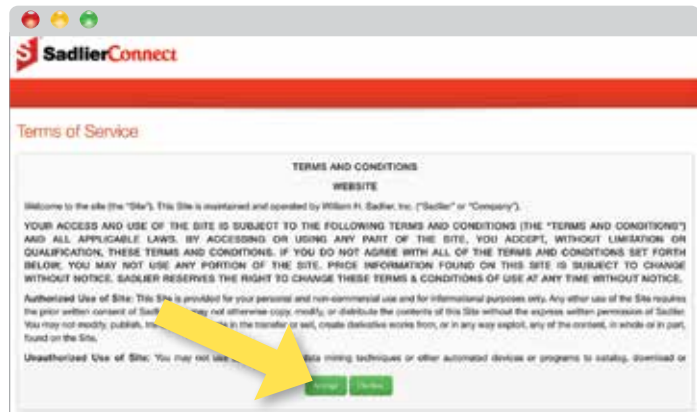 SadlierConnect
Terms of Service
TERMS AND CONDITIONS
WEBSITE
Welcome to the site (the "Site"). This Site is maintained and operated by William H. Sadlier, Inc. ("Sadlier" or "Company").
YOUR ACCESS AND USE OF THE SITE IS SUBJECT TO THE FOLLOWING TERMS AND CONDITIONS (THE "TERMS AND CONDITIONS")
AND ALL APPLICABLE LAWS. BY ACCESSING OR USING ANY PART OF THE SITE, YOU ACCEPT, WITHOUT LIMITATION OR
QUALIFICATION, THESE TERMS AND CONDITIONS. IF YOU DO NOT AGREE WITH ALL OF THE TERMS AND CONDITIONS SET FORTH
BELOW, YOU MAY NOT USE ANY PORTION OF THE SITE. PRICE INFORMATION FOUND ON THIS SITE IS SUBJECT TO CHANGE
WITHOUT NOTICE. SADLIER RESERVES THE RIGHT TO CHANGE THESE TERMS & CONDITIONS OF USE AT ANY TIME WITHOUT NOTICE.
Authorized Use of Site: This Site is provided for your personal and non-commercial use and for informational purposes only. Any other use of the Site requires
the prior written consent of Sadlier. may not otherwise copy, modify, or distribute the contents of this Site without the express written permission of Sadlier.
You may not modify, publish, in the transfer or sell, create derivative works from, or in any way exploit, any of the content, in whole or in part,
found on the Site.
Unauthorized Use of Site: You may not use data mining techniques or other automated devices or programs to catalog, download or
Accept Decline